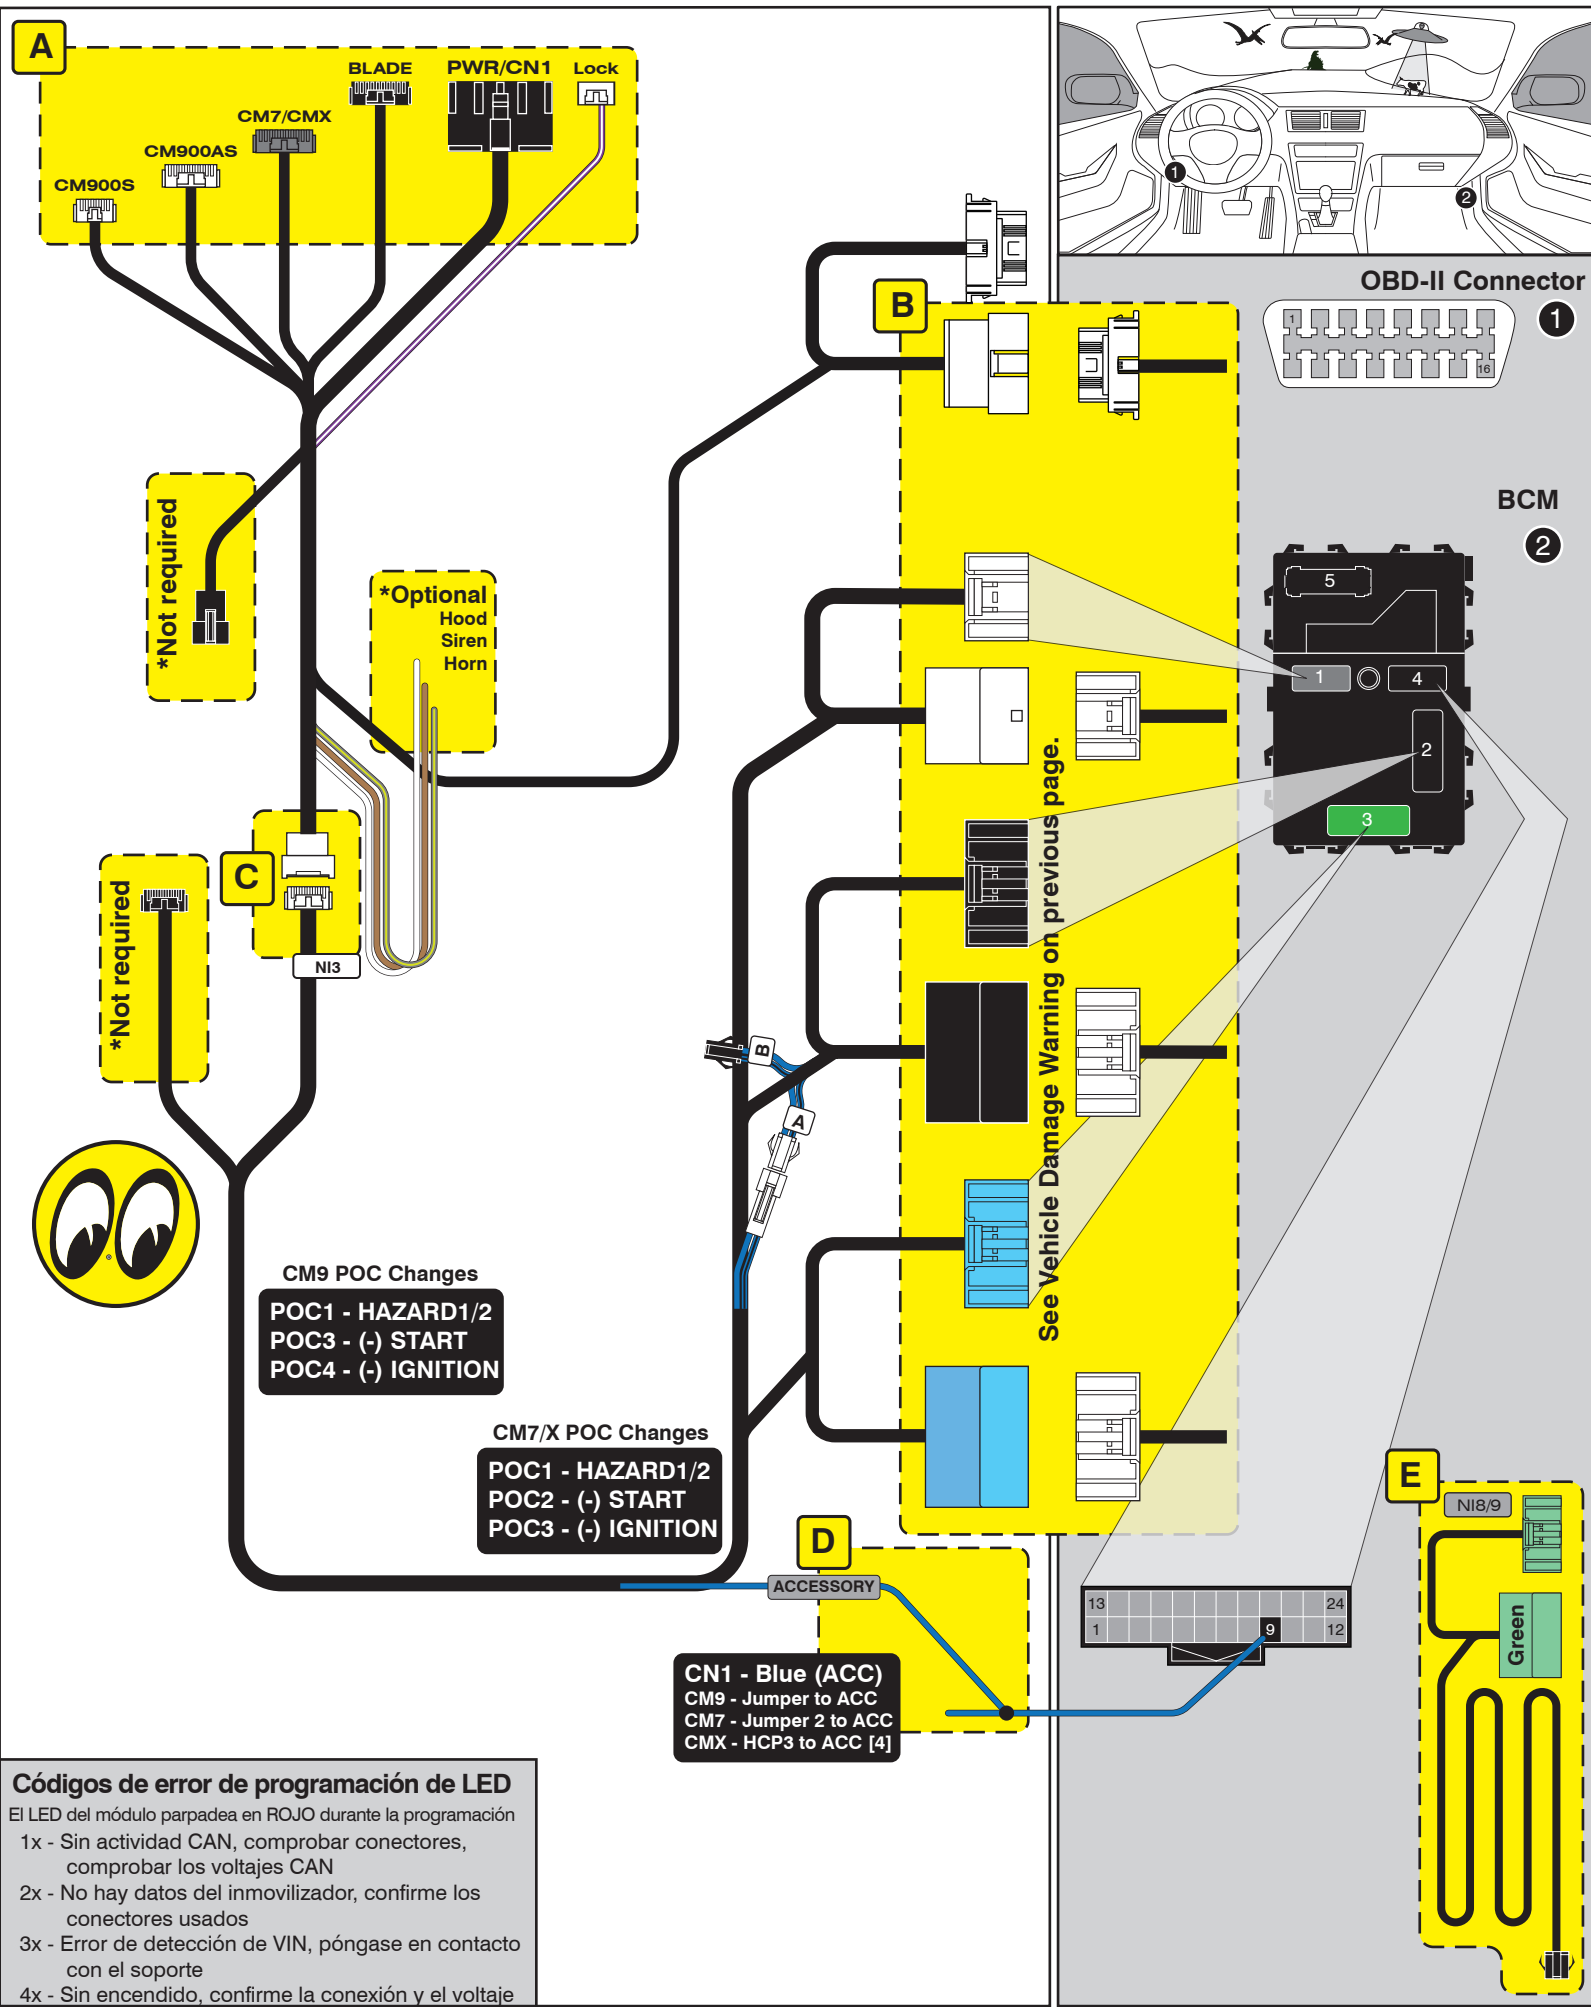 A
BLADE
PWR/CN1
Lock
CM7/CMX
CM900AS
CM900S
1
2
OBD-II Connector
1
1
16
B
BCM
2
5
1
4
2
3
*Not required
*Optional
Hood
Siren
Horn
See Vehicle Damage Warning on previous page.
C
*Not required
NI3
B
A
CM9 POC Changes
POC1 - HAZARD1/2
POC3 - (-) START
POC4 - (-) IGNITION
CM7/X POC Changes
POC1 - HAZARD1/2
POC2 - (-) START
POC3 - (-) IGNITION
D
ACCESSORY
CN1 - Blue (ACC)
CM9 - Jumper to ACC
CM7 - Jumper 2 to ACC
CMX - HCP3 to ACC [4]
13
24
1
9
12
E
NI8/9
Green
Códigos de error de programación de LED
El LED del módulo parpadea en ROJO durante la programación
1x - Sin actividad CAN, comprobar conectores,
comprobar los voltajes CAN
2x - No hay datos del inmovilizador, confirme los
conectores usados
3x - Error de detección de VIN, póngase en contacto
con el soporte
4x - Sin encendido, confirme la conexión y el voltaje